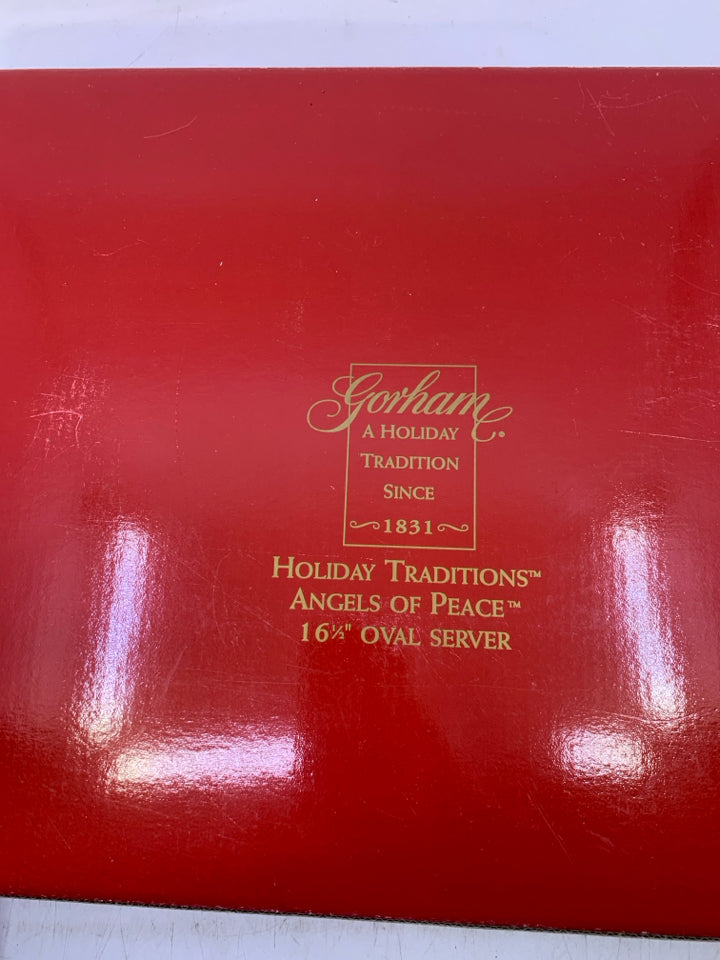 Gorham®
A HOLIDAY
TRADITION
SINCE
1831
HOLIDAY TRADITIONS™
ANGELS OF PEACE™
16½" OVAL SERVER